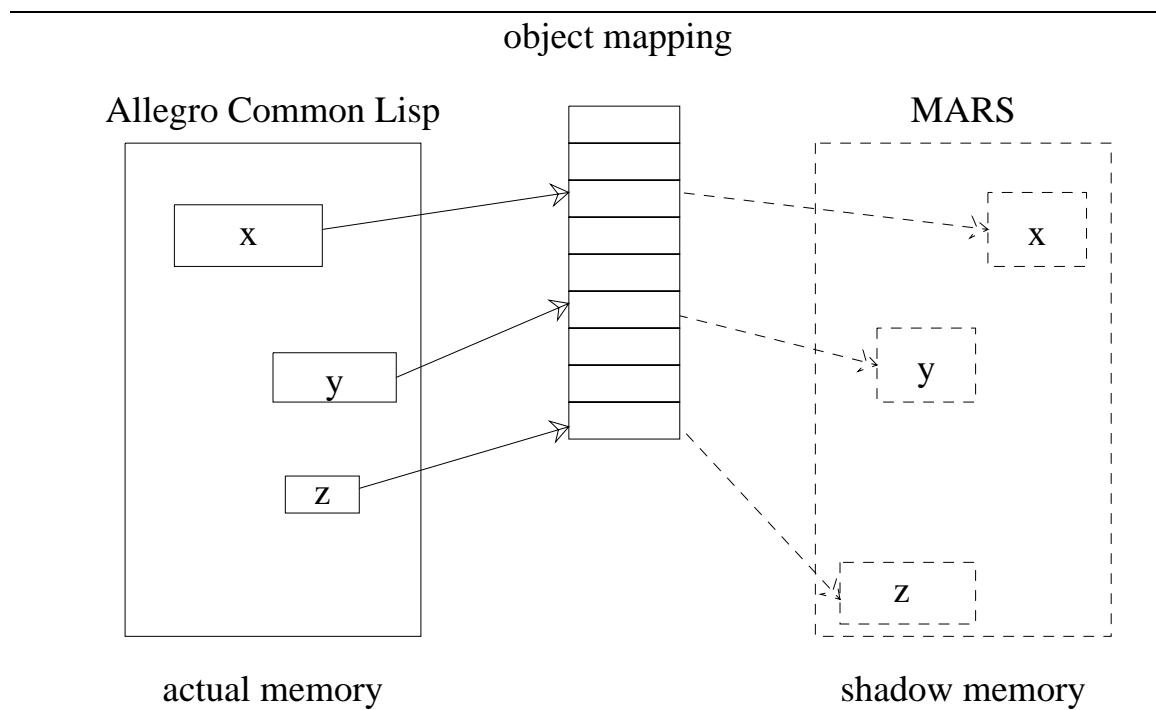 object mapping
Allegro Common Lisp
MARS
x
x
y
y
z
z
actual memory
shadow memory